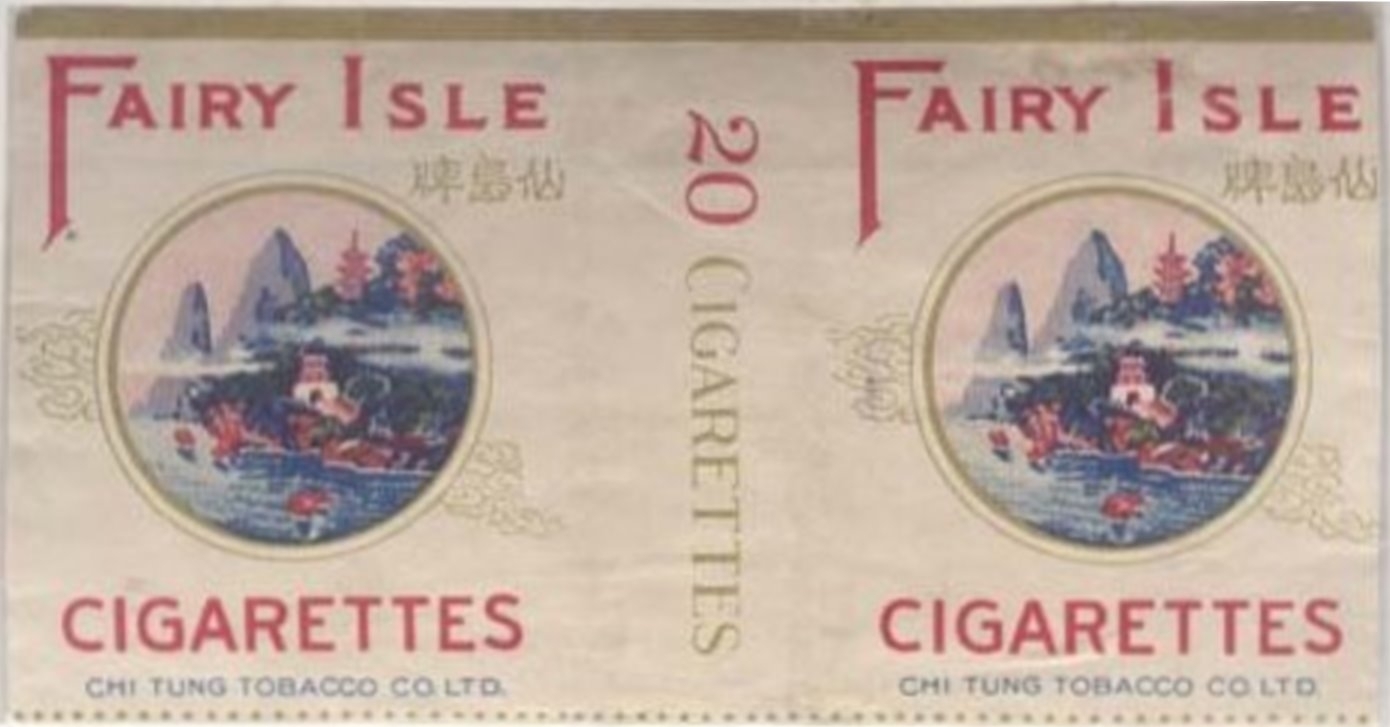 FAIRY ISLE
仙島牌
CIGARETTES
CHI TUNG TOBACCO CO. LTD.
20 CIGARETTES
FAIRY ISLE
仙島牌
CIGARETTES
CHI TUNG TOBACCO CO. LTD.